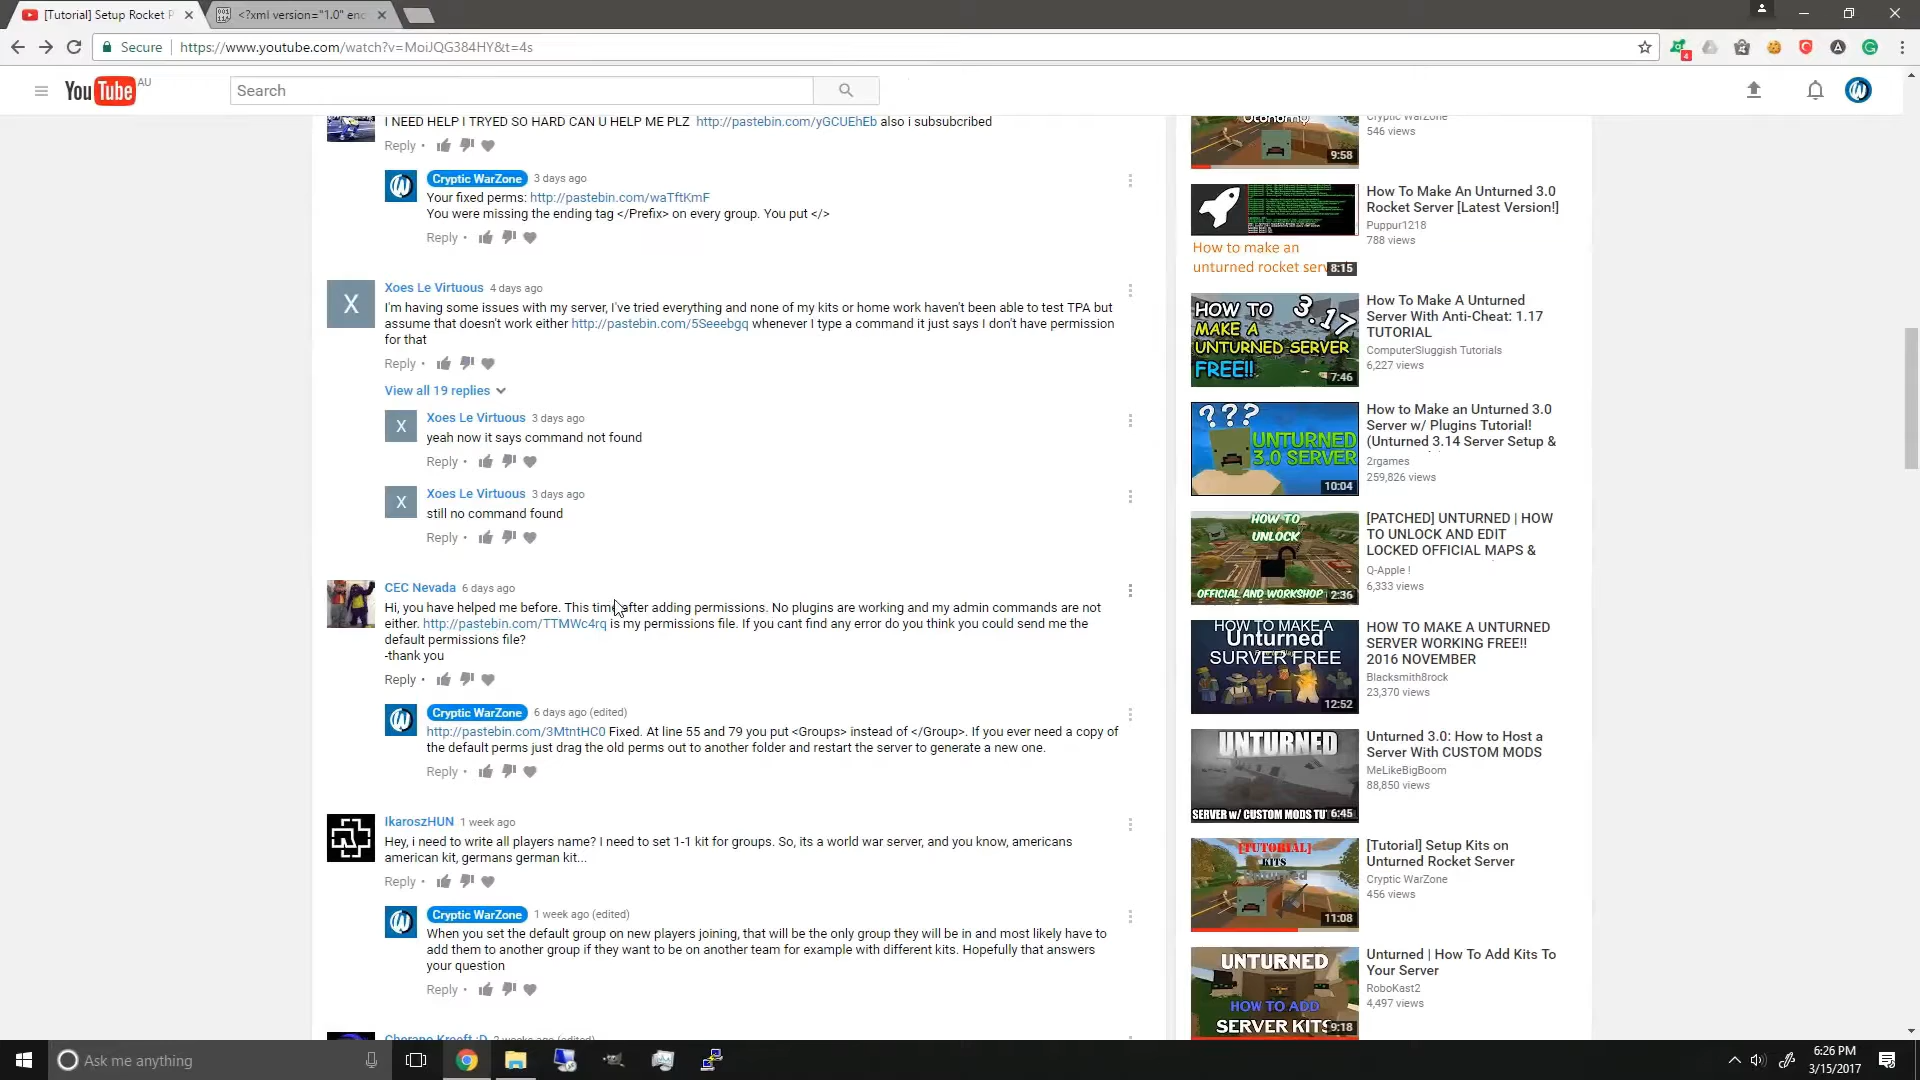 [Tutorial] Setup Rocket P
<?xml version="1.0" enc
Secure
https://www.youtube.com/watch?v=MoiJQG384HY&t=4s
4
YouTube
AU
Search
I NEED HELP I TRYED SO HARD CAN U HELP ME PLZ http://pastebin.com/yGCUEhEb also i subsubcribed
Reply •
Cryptic WarZone 3 days ago
Your fixed perms: http://pastebin.com/waTftKmF
You were missing the ending tag </Prefix> on every group. You put </>
Reply •
X
Xoes Le Virtuous 4 days ago
I'm having some issues with my server, I've tried everything and none of my kits or home work haven't been able to test TPA but
assume that doesn't work either http://pastebin.com/5Seeebgq whenever I type a command it just says I don't have permission
for that
Reply •
View all 19 replies
X
Xoes Le Virtuous 3 days ago
yeah now it says command not found
Reply •
X
Xoes Le Virtuous 3 days ago
still no command found
Reply •
CEC Nevada 6 days ago
Hi, you have helped me before. This time after adding permissions. No plugins are working and my admin commands are not
either. http://pastebin.com/TTMWc4rq is my permissions file. If you cant find any error do you think you could send me the
default permissions file?
-thank you
Reply •
Cryptic WarZone 6 days ago (edited)
http://pastebin.com/3MtntHC0 Fixed. At line 55 and 79 you put <Groups> instead of </Group>. If you ever need a copy of
the default perms just drag the old perms out to another folder and restart the server to generate a new one.
Reply •
IkaroszHUN 1 week ago
Hey, i need to write all players name? I need to set 1-1 kit for groups. So, its a world war server, and you know, americans
american kit, germans german kit...
Reply •
Cryptic WarZone 1 week ago (edited)
When you set the default group on new players joining, that will be the only group they will be in and most likely have to
add them to another group if they want to be on another team for example with different kits. Hopefully that answers
your question
Reply •
Economy
9:58
Cryptic WarZone
546 views
How to make an
unturned rocket serv
8:15
How To Make An Unturned 3.0
Rocket Server [Latest Version!]
Puppur1218
788 views
HOW TO 3.17
MAKE A
UNTURNED SERVER
FREE!!
7:46
How To Make A Unturned
Server With Anti-Cheat: 1.17
TUTORIAL
ComputerSluggish Tutorials
6,227 views
???
UNTURNED
3.0 SERVER
10:04
How to Make an Unturned 3.0
Server w/ Plugins Tutorial!
(Unturned 3.14 Server Setup &
2rgames
259,826 views
HOW TO
UNLOCK
OFFICIAL AND WORKSHOP
2:36
[PATCHED] UNTURNED | HOW
TO UNLOCK AND EDIT
LOCKED OFFICIAL MAPS &
Q-Apple !
6,333 views
HOW TO MAKE A
Unturned
SURVER FREE
12:52
HOW TO MAKE A UNTURNED
SERVER WORKING FREE!!
2016 NOVEMBER
Blacksmith8rock
23,370 views
UNTURNED
SERVER w/ CUSTOM MODS TU
6:45
Unturned 3.0: How to Host a
Server With CUSTOM MODS
MeLikeBigBoom
88,850 views
[TUTORIAL]
KITS
Unturned
11:08
[Tutorial] Setup Kits on
Unturned Rocket Server
Cryptic WarZone
456 views
UNTURNED
HOW TO ADD
SERVER KITS
9:18
Unturned | How To Add Kits To
Your Server
RoboKast2
4,497 views
Ask me anything
6:26 PM
3/15/2017